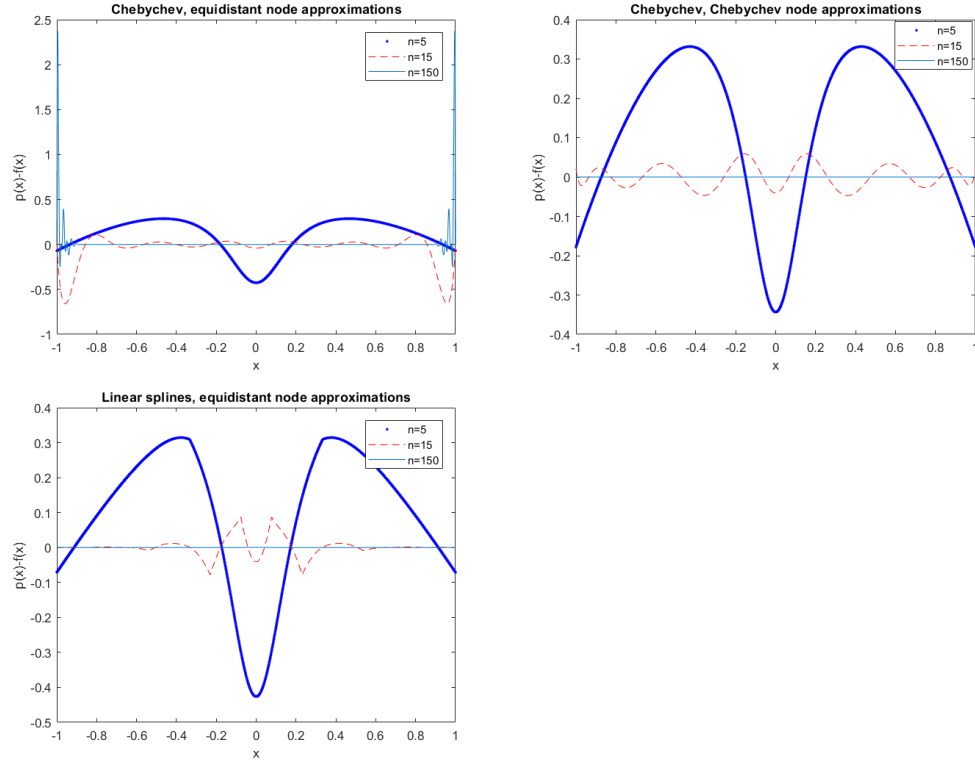 Chebychev, equidistant node approximations
2.5
2
1.5
1
0.5
0
-0.5
-1
p(x)-f(x)
n=5
n=15
n=150
-1 -0.8 -0.6 -0.4 -0.2 0 0.2 0.4 0.6 0.8 1
x
Chebychev, Chebychev node approximations
0.4
0.3
0.2
0.1
0
-0.1
-0.2
-0.3
-0.4
p(x)-f(x)
n=5
n=15
n=150
-1 -0.8 -0.6 -0.4 -0.2 0 0.2 0.4 0.6 0.8 1
x
Linear splines, equidistant node approximations
0.4
0.3
0.2
0.1
0
-0.1
-0.2
-0.3
-0.4
-0.5
p(x)-f(x)
n=5
n=15
n=150
-1 -0.8 -0.6 -0.4 -0.2 0 0.2 0.4 0.6 0.8 1
x